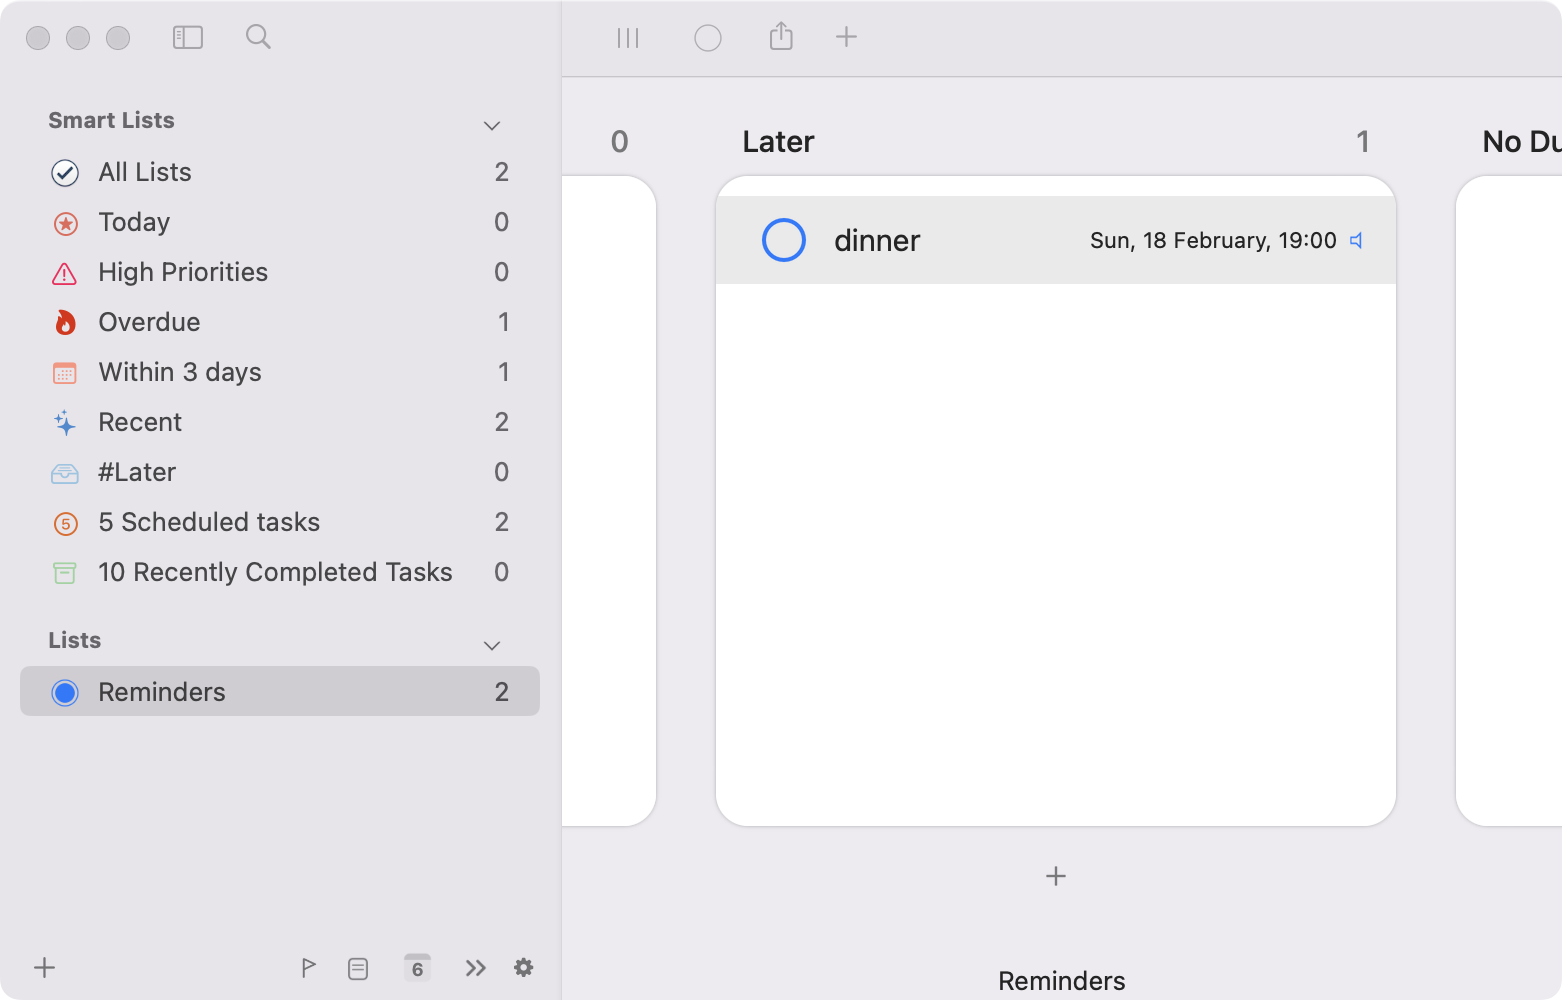 Smart Lists
All Lists 2
Today 0
High Priorities 0
Overdue 1
Within 3 days 1
Recent 2
#Later 0
5 5 Scheduled tasks 2
10 Recently Completed Tasks 0
Lists
Reminders 2
6
0
Later 1
No Du
dinner Sun, 18 February, 19:00
Reminders